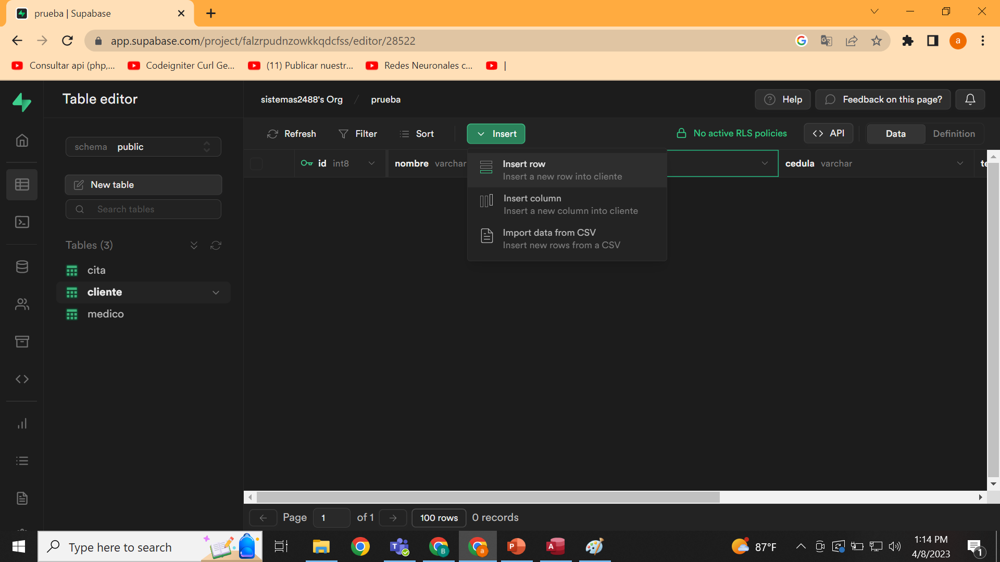 prueba | Supabase
app.supabase.com/project/falzrpudnzowkkqdcfss/editor/28522
a
Consultar api (php,...
Codeigniter Curl Ge...
(11) Publicar nuestr...
Redes Neuronales c...
|
Table editor
sistemas2488's Org / prueba
Help
Feedback on this page?
schema public
Refresh
Filter
Sort
Insert
No active RLS policies
<> API
Data
Definition
id int8
nombre varchar
cedula varchar
te
Insert row
Insert a new row into cliente
Insert column
Insert a new column into cliente
Import data from CSV
Insert new rows from a CSV
New table
Search tables
Tables (3)
cita
cliente
medico
Page 1 of 1
100 rows
0 records
Type here to search
T
B
a
P
A
87°F
1:14 PM
4/8/2023
1